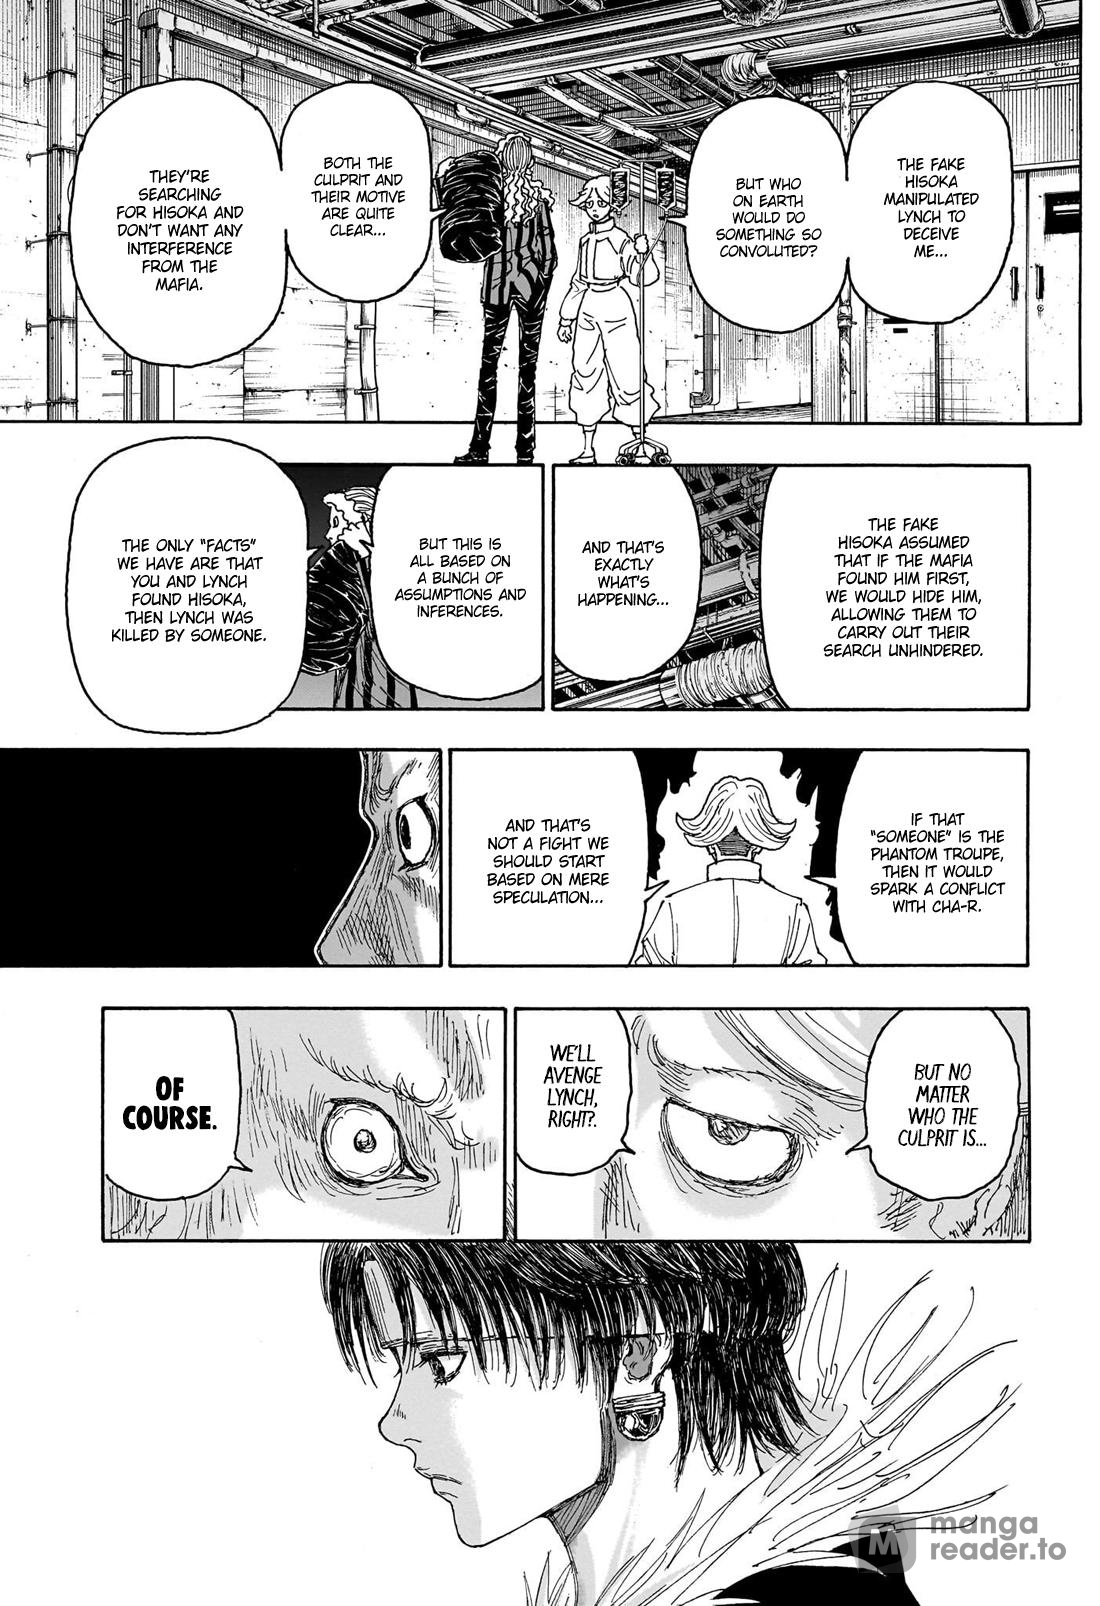 THE FAKE
HISOKA
MANIPULATED
LYNCH TO
DECEIVE
ME...
BUT WHO
ON EARTH
WOULD DO
SOMETHING SO
CONVOLUTED?
BOTH THE
CULPRIT AND
THEIR MOTIVE
ARE QUITE
CLEAR...
THEY'RE
SEARCHING
FOR HISOKA AND
DON'T WANT ANY
INTERFERENCE
FROM THE
MAFIA.
THE FAKE
HISOKA ASSUMED
THAT IF THE MAFIA
FOUND HIM FIRST,
WE WOULD HIDE HIM,
ALLOWING THEM TO
CARRY OUT THEIR
SEARCH UNHINDERED.
AND THAT'S
EXACTLY
WHAT'S
HAPPENING...
BUT THIS IS
ALL BASED ON
A BUNCH OF
ASSUMPTIONS AND
INFERENCES.
THE ONLY "FACTS"
WE HAVE ARE THAT
YOU AND LYNCH
FOUND HISOKA,
THEN LYNCH WAS
KILLED BY SOMEONE.
IF THAT
"SOMEONE" IS THE
PHANTOM TROUPE,
THEN IT WOULD
SPARK A CONFLICT
WITH CHA-R.
AND THAT'S
NOT A FIGHT WE
SHOULD START
BASED ON MERE
SPECULATION...
BUT NO
MATTER
WHO THE
CULPRIT IS...
WE'LL
AVENGE
LYNCH,
RIGHT?.
OF
COURSE.
M
manga
reader.to